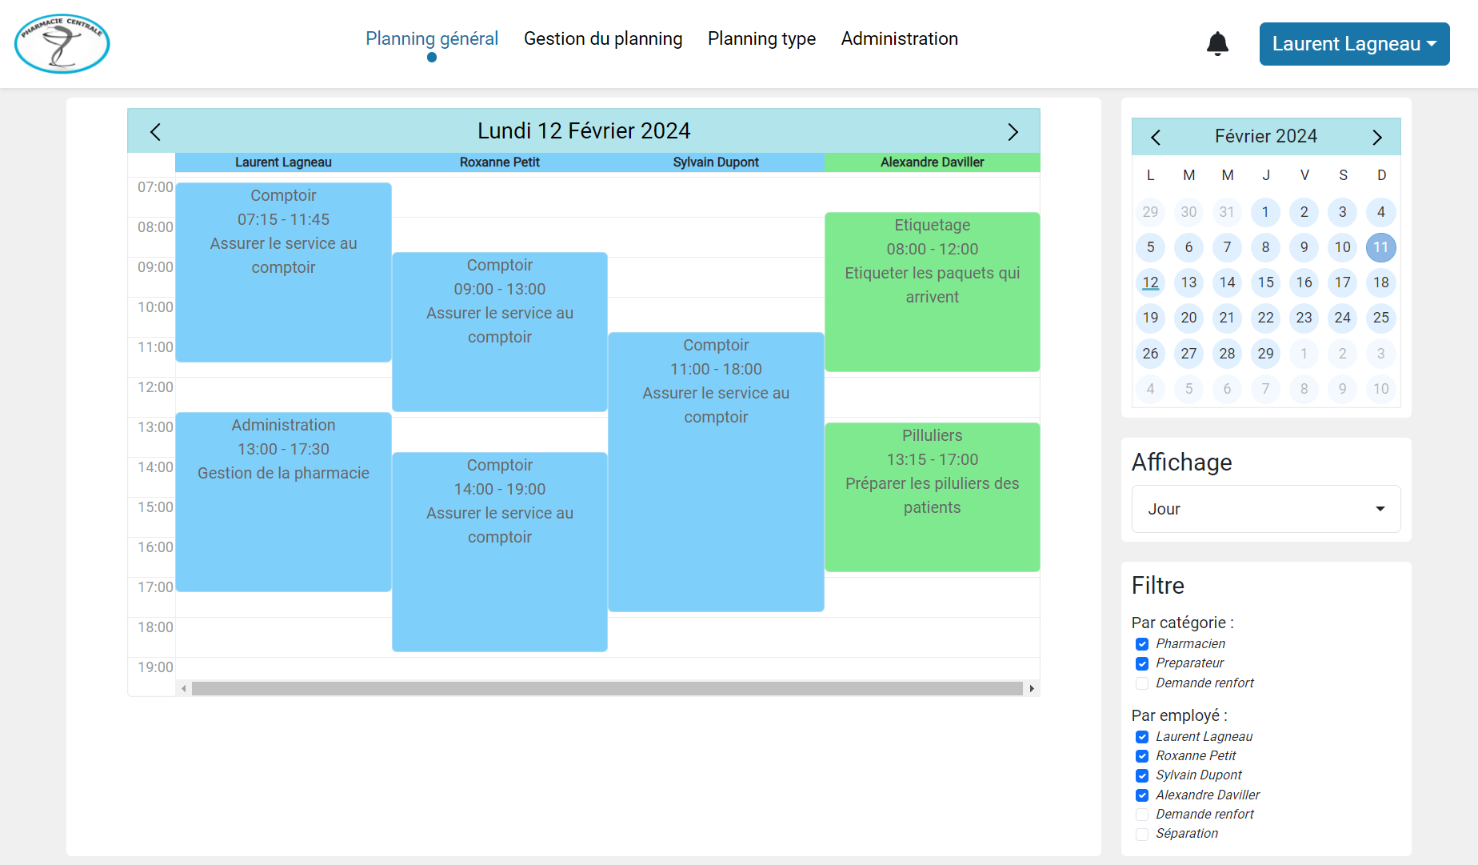 PHARMACIE CENTRALE
Planning général
Gestion du planning
Planning type
Administration
Laurent Lagneau
Lundi 12 Février 2024
Laurent Lagneau
Roxanne Petit
Sylvain Dupont
Alexandre Daviller
07:00
08:00
09:00
10:00
11:00
12:00
13:00
14:00
15:00
16:00
17:00
18:00
19:00
Comptoir
07:15 - 11:45
Assurer le service au
comptoir
Administration
13:00 - 17:30
Gestion de la pharmacie
Comptoir
09:00 - 13:00
Assurer le service au
comptoir
Comptoir
14:00 - 19:00
Assurer le service au
comptoir
Comptoir
11:00 - 18:00
Assurer le service au
comptoir
Etiquetage
08:00 - 12:00
Etiqueter les paquets qui
arrivent
Pilluliers
13:15 - 17:00
Préparer les piluliers des
patients
Février 2024
L M M J V S D
29 30 31 1 2 3 4
5 6 7 8 9 10 11
12 13 14 15 16 17 18
19 20 21 22 23 24 25
26 27 28 29 1 2 3
4 5 6 7 8 9 10
Affichage
Jour
Filtre
Par catégorie :
Pharmacien
Preparateur
Demande renfort
Par employé :
Laurent Lagneau
Roxanne Petit
Sylvain Dupont
Alexandre Daviller
Demande renfort
Séparation